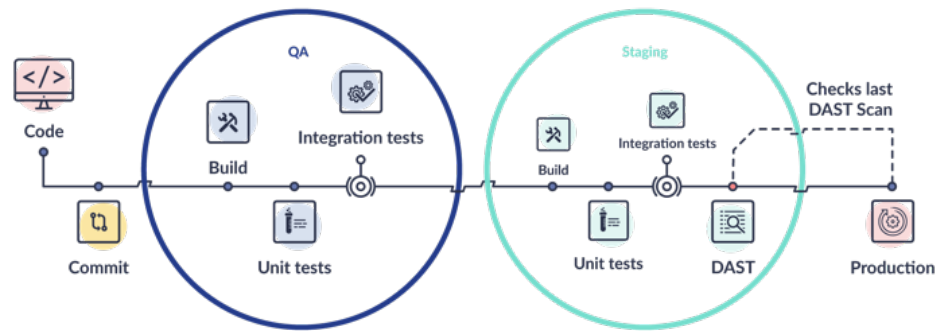 QA
Staging
</>
Code
Commit
Build
Integration tests
Unit tests
Build
Integration tests
Unit tests
DAST
Checks last
DAST Scan
Production